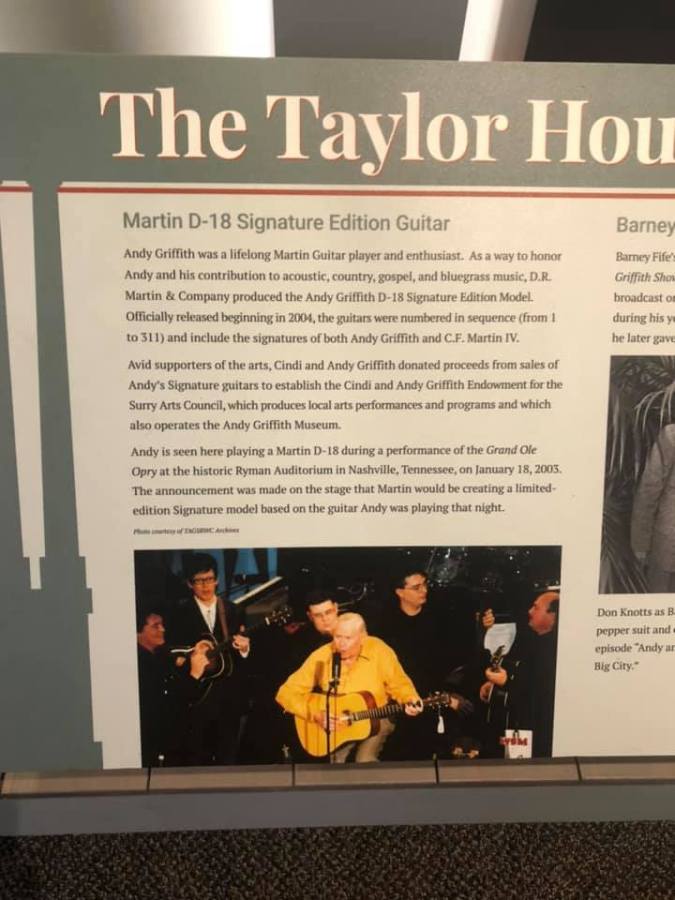 The Taylor Hou
Martin D-18 Signature Edition Guitar
Andy Griffith was a lifelong Martin Guitar player and enthusiast. As a way to honor
Andy and his contribution to acoustic, country, gospel, and bluegrass music, D.R.
Martin & Company produced the Andy Griffith D-18 Signature Edition Model.
Officially released beginning in 2004, the guitars were numbered in sequence (from 1
to 311) and include the signatures of both Andy Griffith and C.F. Martin IV.
Avid supporters of the arts, Cindi and Andy Griffith donated proceeds from sales of
Andy's Signature guitars to establish the Cindi and Andy Griffith Endowment for the
Surry Arts Council, which produces local arts performances and programs and which
also operates the Andy Griffith Museum.
Andy is seen here playing a Martin D-18 during a performance of the Grand Ole
Opry at the historic Ryman Auditorium in Nashville, Tennessee, on January 18, 2003.
The announcement was made on the stage that Martin would be creating a limited-
edition Signature model based on the guitar Andy was playing that night.
Photo courtesy of TAGSRWC Archives
Barney
Barney Fife's
Griffith Show
broadcast o
during his y
he later gave
Don Knotts as B
pepper suit and
episode "Andy a
Big City."